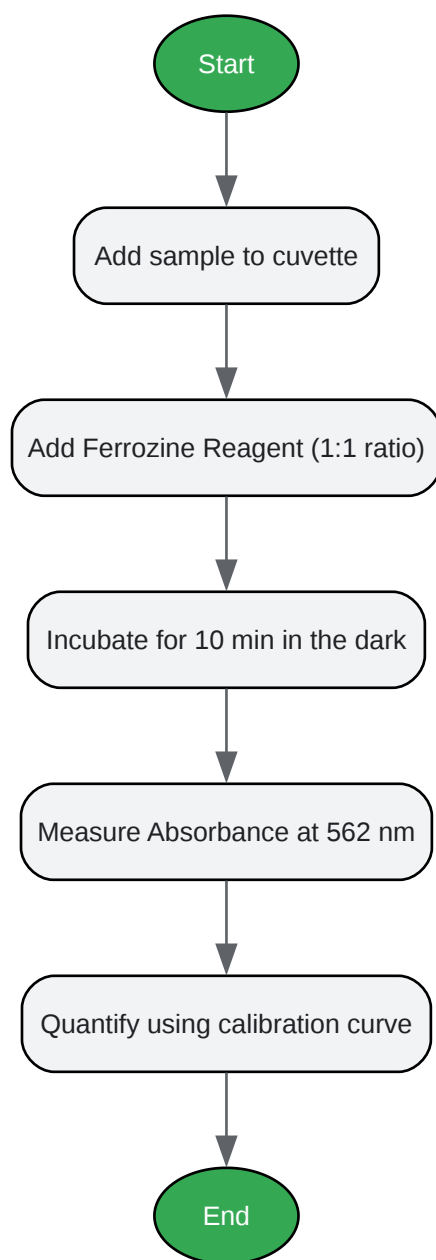 Start
Add sample to cuvette
Add Ferrozine Reagent (1:1 ratio)
Incubate for 10 min in the dark
Measure Absorbance at 562 nm
Quantify using calibration curve
End